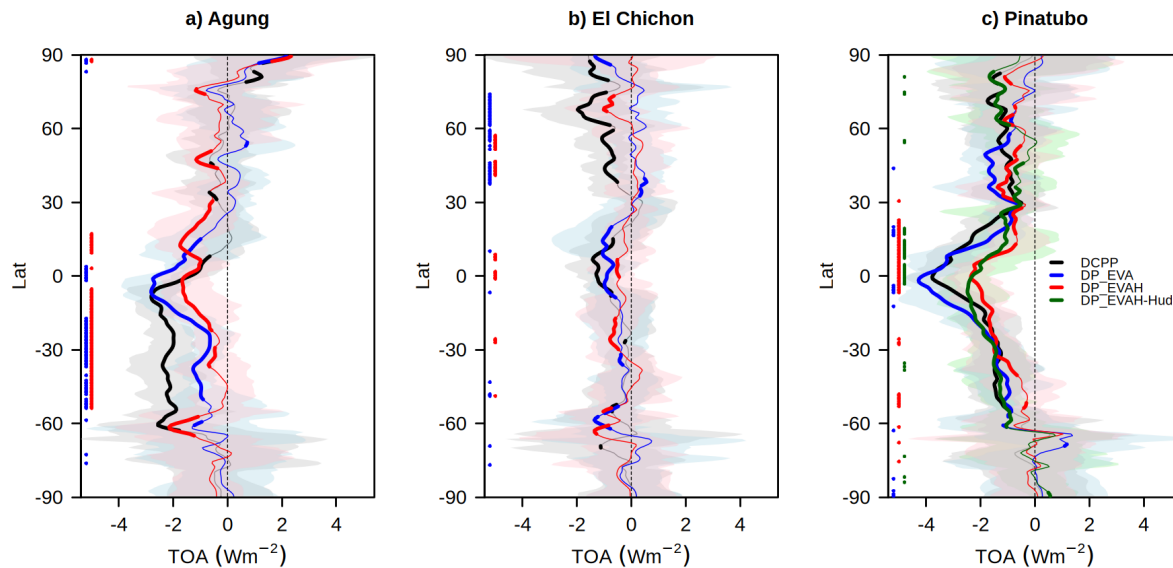 a) Agung
b) El Chichon
c) Pinatubo
90
60
30
0
-30
-60
-90
Lat
-4
-2
0
2
4
TOA (Wm⁻²)
90
60
30
0
-30
-60
-90
Lat
-4
-2
0
2
4
TOA (Wm⁻²)
90
60
30
0
-30
-60
-90
Lat
-4
-2
0
2
4
TOA (Wm⁻²)
DCPP
DP_EVA
DP_EVAH
DP_EVAH-Hud